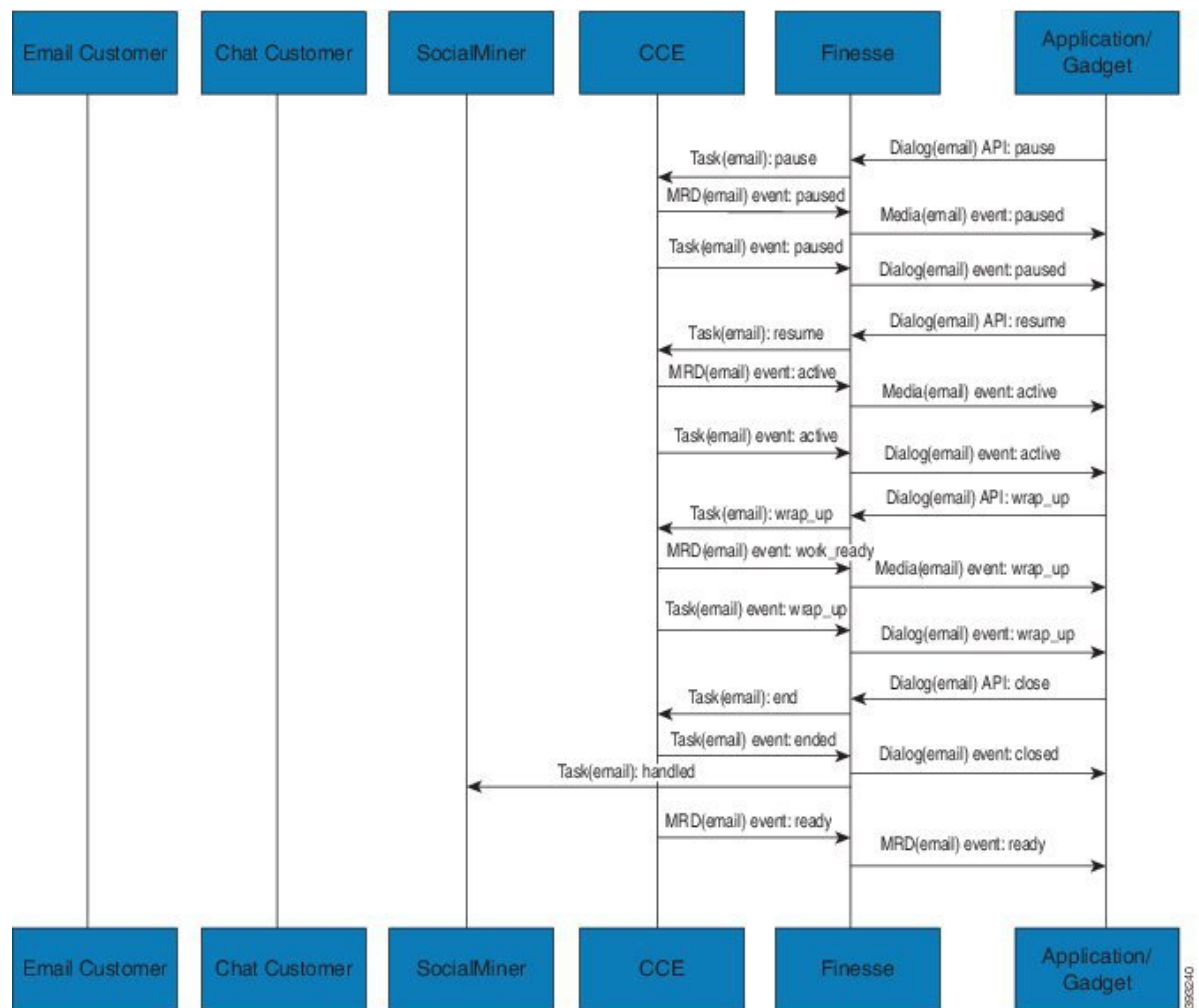 Email Customer
Chat Customer
SocialMiner
CCE
Finesse
Application/
Gadget
Dialog(email) API: pause
Task(email): pause
MRD(email) event: paused
Media(email) event: paused
Task(email) event: paused
Dialog(email) event: paused
Dialog(email) API: resume
Task(email): resume
MRD(email) event: active
Media(email) event: active
Task(email) event: active
Dialog(email) event: active
Dialog(email) API: wrap_up
Task(email): wrap_up
MRD(email) event: work_ready
Media(email) event: wrap_up
Task(email) event: wrap_up
Dialog(email) event: wrap_up
Dialog(email) API: close
Task(email): end
Task(email) event: ended
Dialog(email) event: closed
Task(email): handled
MRD(email) event: ready
MRD(email) event: ready
Email Customer
Chat Customer
SocialMiner
CCE
Finesse
Application/
Gadget